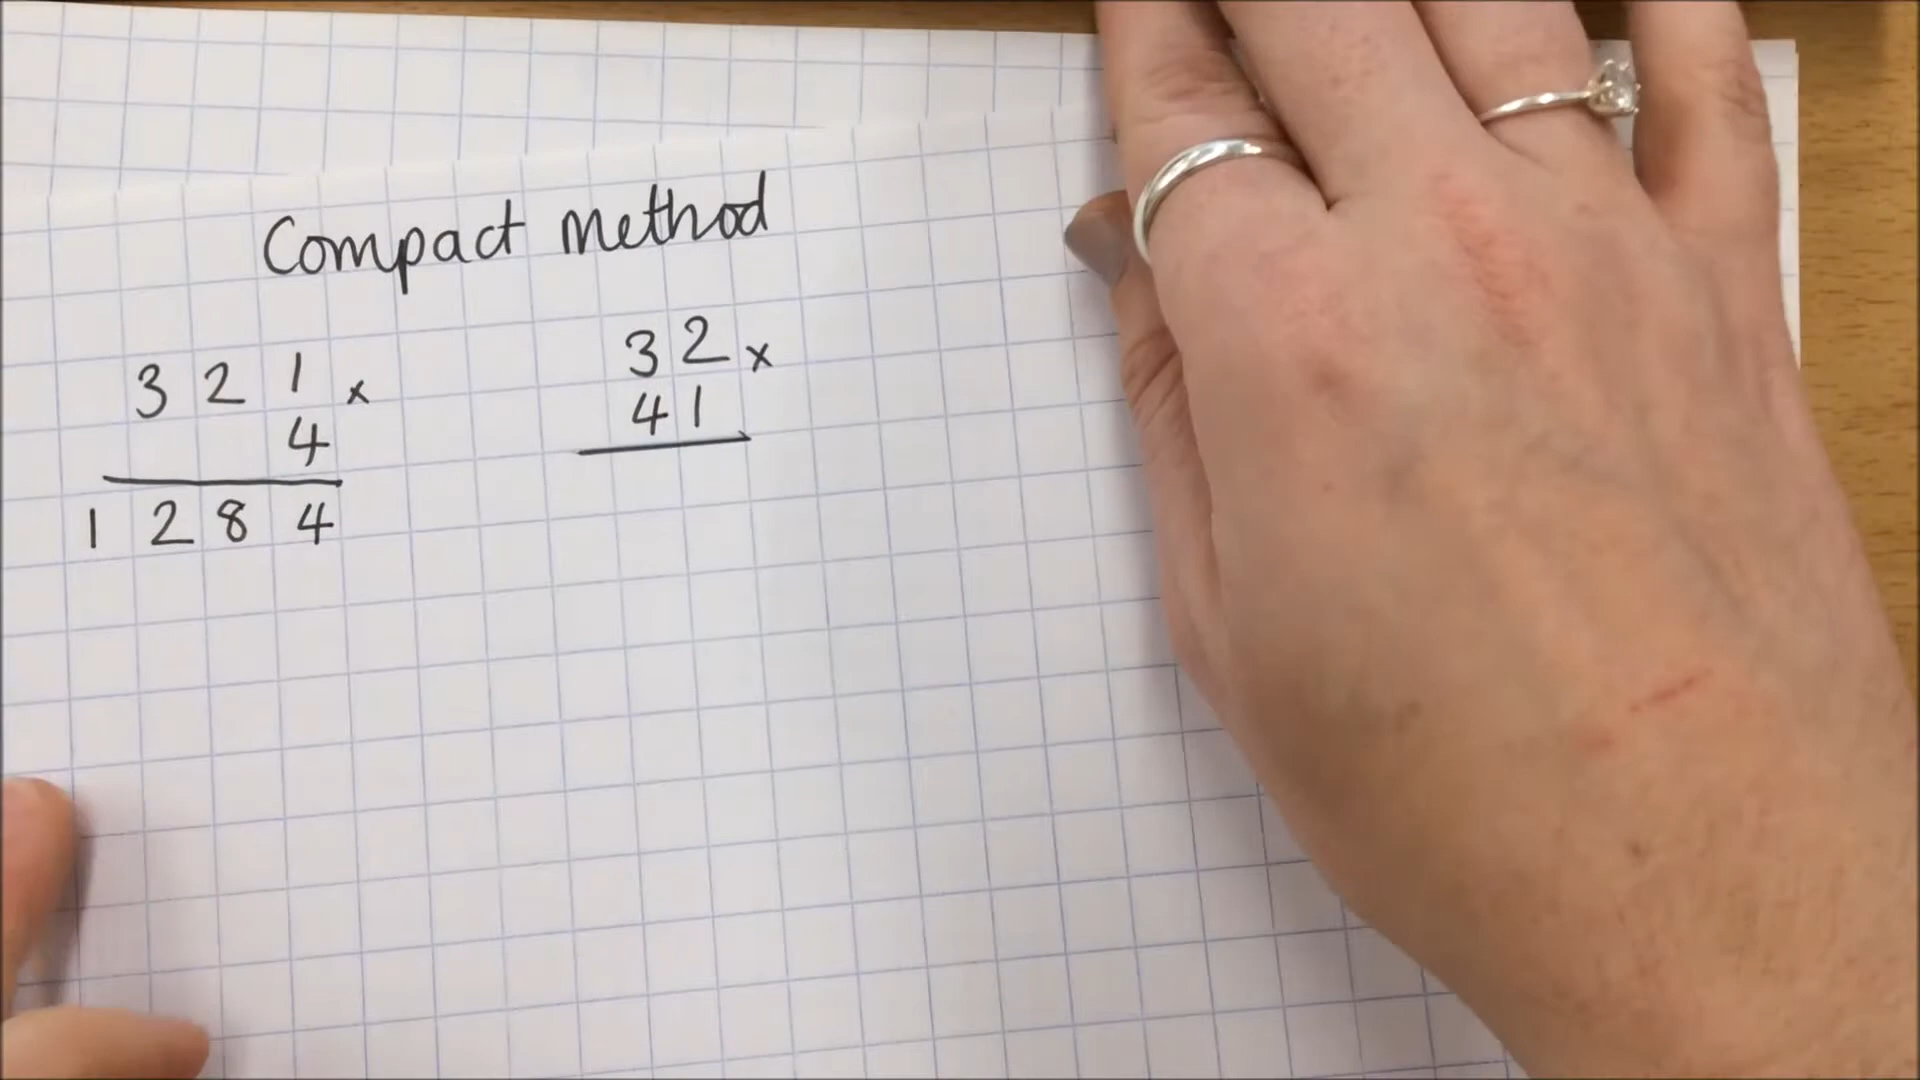 Compact method
3 2 1 x
4
1 2 8 4
3 2 x
4 1